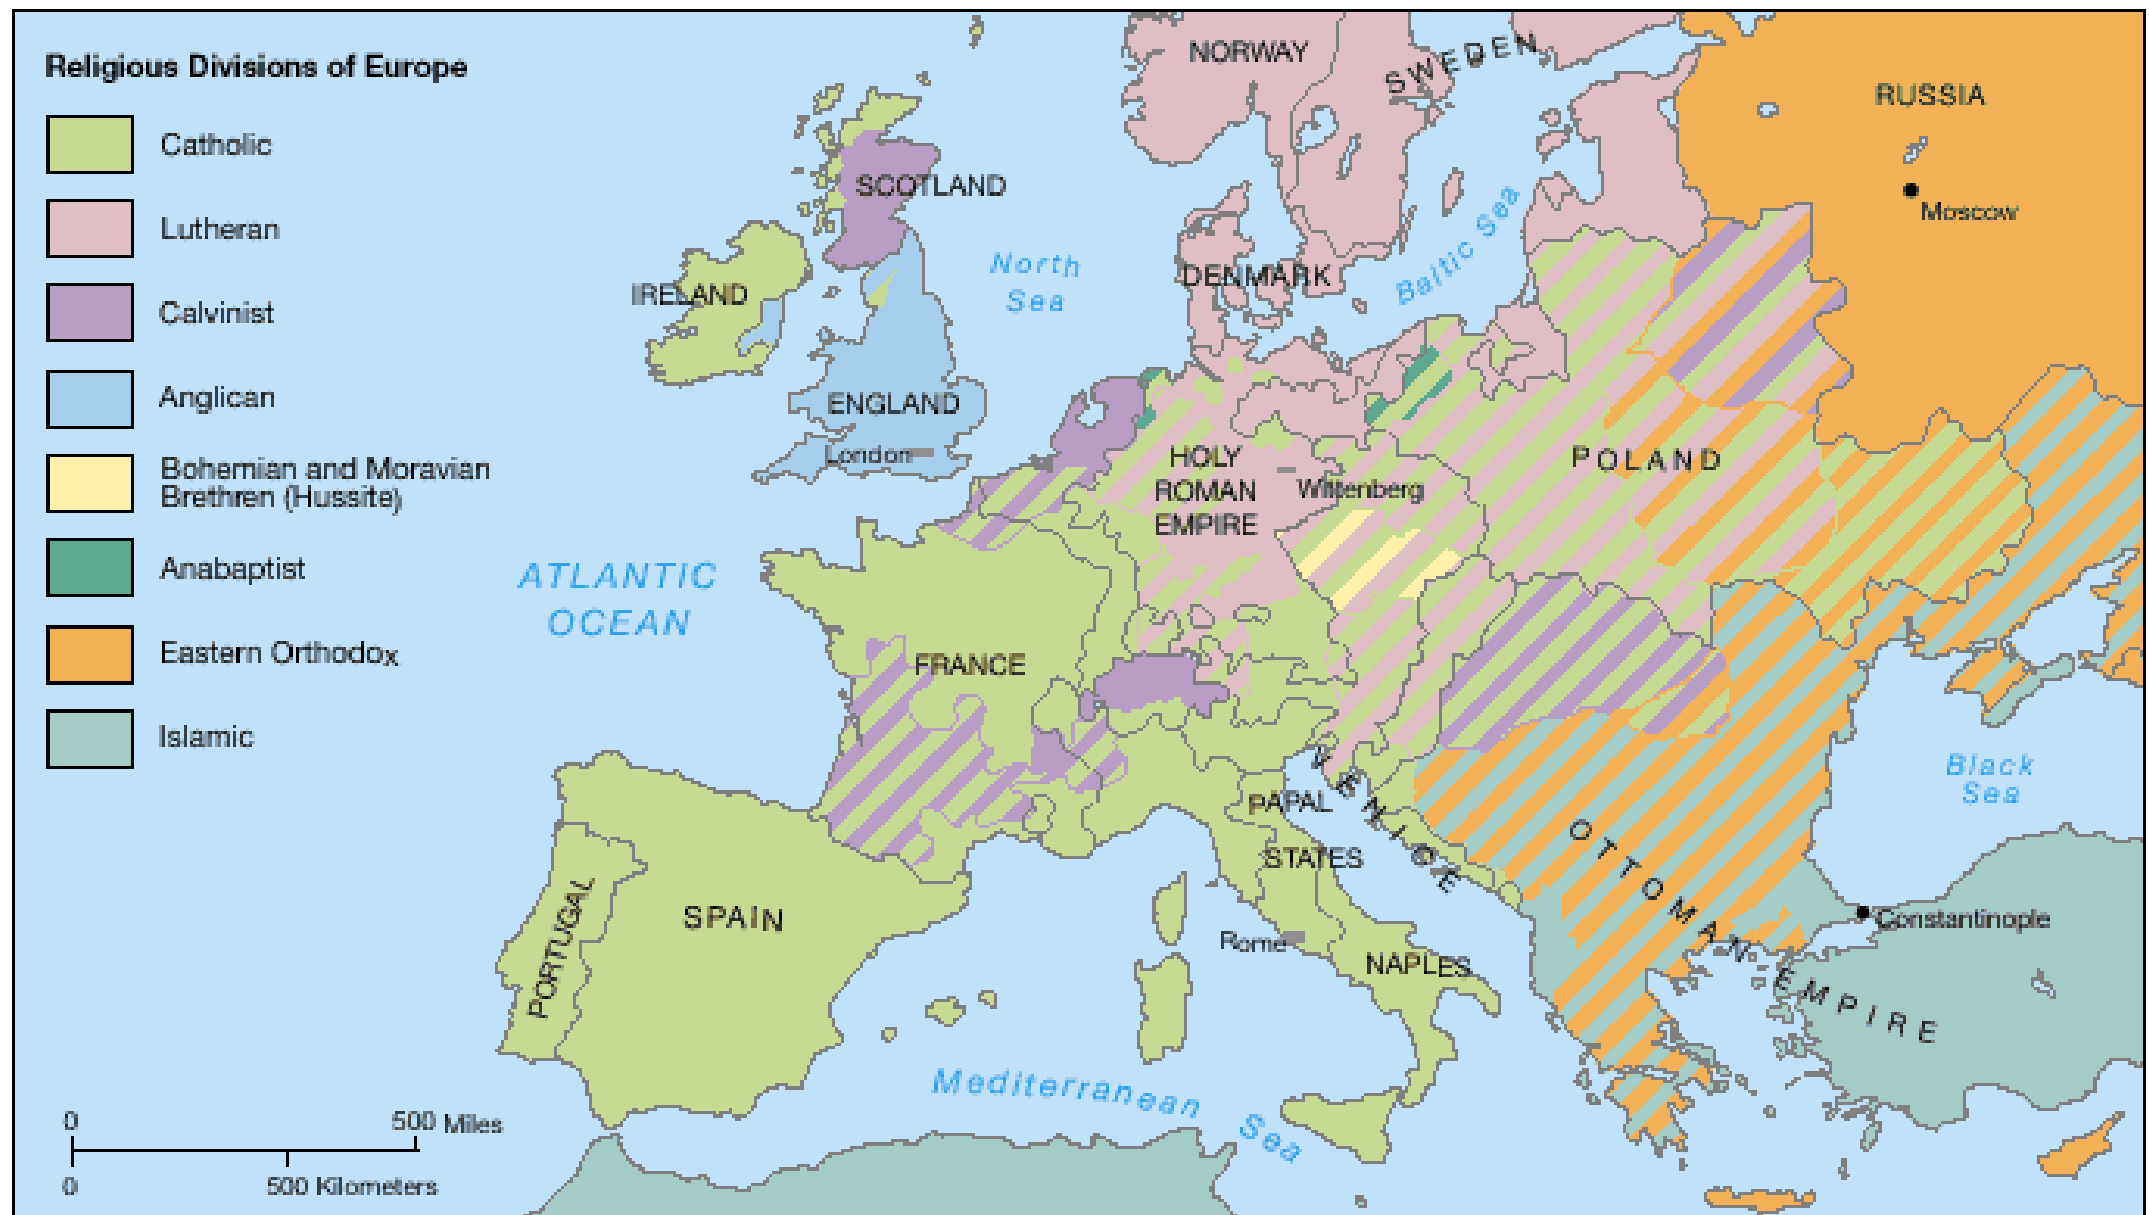 Religious Divisions of Europe
Catholic
Lutheran
Calvinist
Anglican
Bohemian and Moravian
Brethren (Hussite)
Anabaptist
Eastern Orthodox
Islamic
NORWAY
SWEDEN
RUSSIA
Moscow
SCOTLAND
North
Sea
Baltic Sea
DENMARK
IRELAND
ENGLAND
London
HOLY
ROMAN
EMPIRE
Wittenberg
POLAND
ATLANTIC
OCEAN
FRANCE
VENICE
PAPAL
STATES
Black
Sea
OTTOMAN EMPIRE
Constantinople
PORTUGAL
SPAIN
Rome
NAPLES
Mediterranean Sea
0 500 Miles
0 500 Kilometers